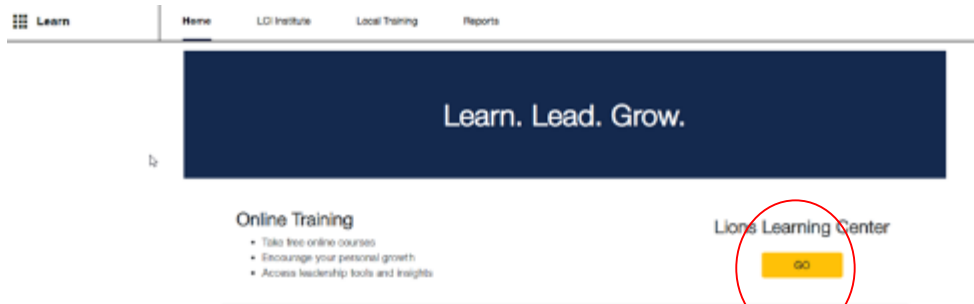 Learn
Home LCI Institute Local Training Reports
Learn. Lead. Grow.
Online Training
• Take free online courses
• Encourage your personal growth
• Access leadership tools and insights
Lions Learning Center
GO